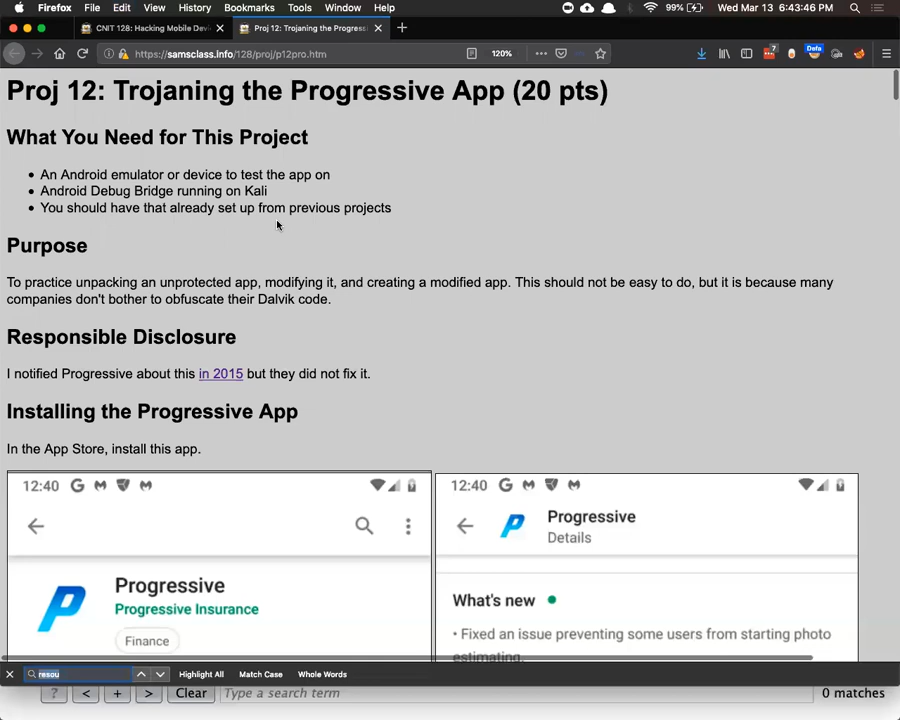 Firefox File Edit View History Bookmarks Tools Window Help 99% Wed Mar 13 6:43:46 PM
CNIT 128: Hacking Mobile Devi Proj 12: Trojaning the Progress
https://samsclass.info/128/proj/p12pro.htm 120% 7 Defa
Proj 12: Trojaning the Progressive App (20 pts)
What You Need for This Project
• An Android emulator or device to test the app on
• Android Debug Bridge running on Kali
• You should have that already set up from previous projects
Purpose
To practice unpacking an unprotected app, modifying it, and creating a modified app. This should not be easy to do, but it is because many
companies don't bother to obfuscate their Dalvik code.
Responsible Disclosure
I notified Progressive about this in 2015 but they did not fix it.
Installing the Progressive App
In the App Store, install this app.
12:40
Progressive
Progressive Insurance
Finance
12:40
Progressive
Details
What's new
• Fixed an issue preventing some users from starting photo
estimating.
resou Highlight All Match Case Whole Words
? < + > Clear Type a search term 0 matches